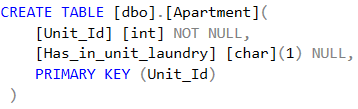 CREATE TABLE [dbo].[Apartment](
[Unit_Id] [int] NOT NULL,
[Has_in_unit_laundry] [char](1) NULL,
PRIMARY KEY (Unit_Id)
)